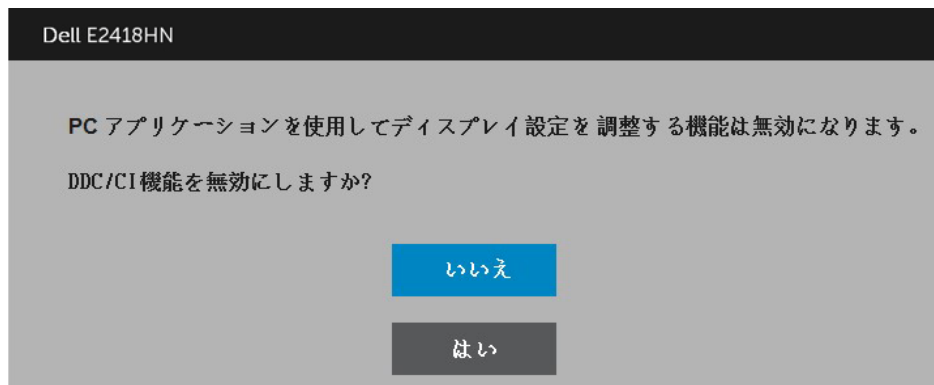 Dell E2418HN
PC アプリケーションを使用してディスプレイ設定を調整する機能は無効になります。
DDC/CI機能を無効にしますか?
いいえ
はい